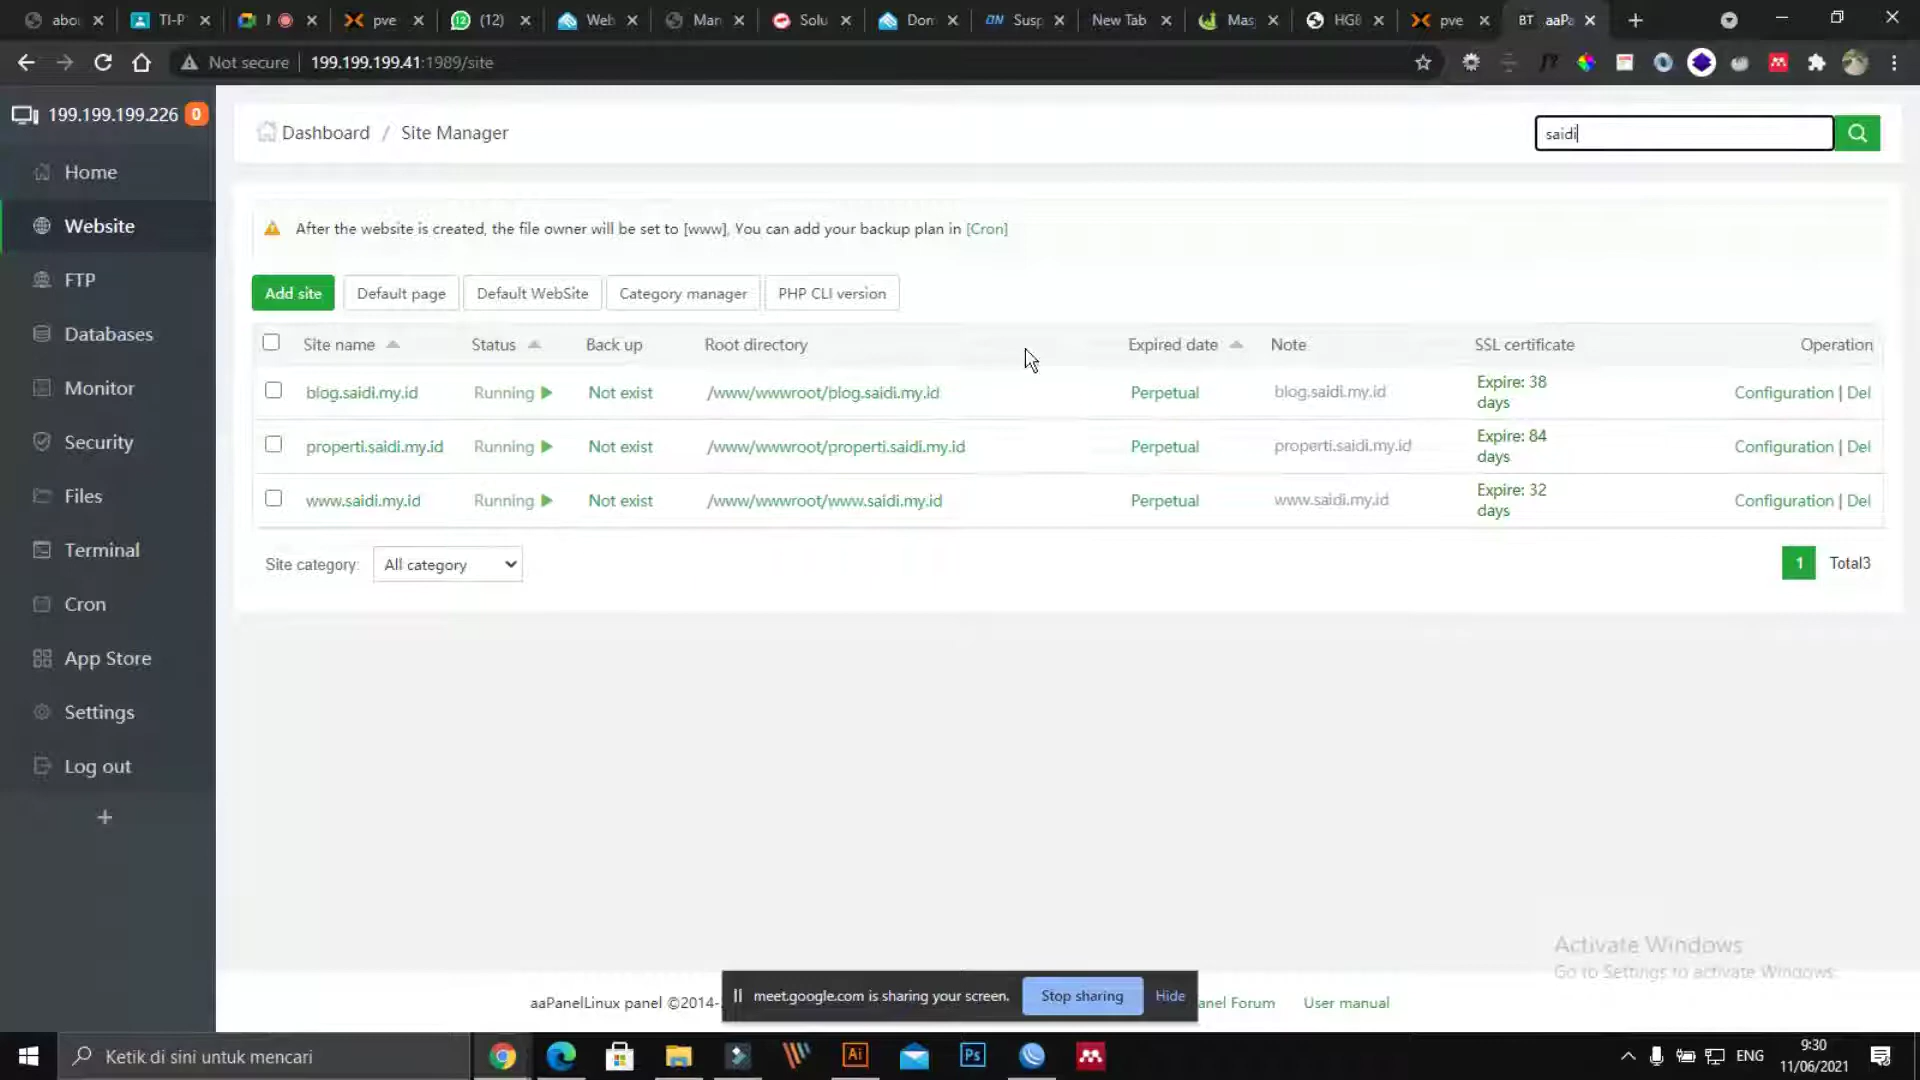 abo
TI-P
pve
(12)
Web
Man
Solu
Don
Susp
New Tab
Mas
HGE
pve
BT aaPa
Not secure
199.199.199.41:1989/site
199.199.199.226 0
Home
Website
FTP
Databases
Monitor
Security
Files
Terminal
Cron
App Store
Settings
Log out
Dashboard / Site Manager
saidi
After the website is created, the file owner will be set to [www], You can add your backup plan in [Cron]
Add site
Default page
Default WebSite
Category manager
PHP CLI version
Site name Status Back up Root directory Expired date Note SSL certificate Operation
blog.saidi.my.id Running Not exist /www/wwwroot/blog.saidi.my.id Perpetual blog.saidi.my.id Expire: 38 days Configuration | Del
properti.saidi.my.id Running Not exist /www/wwwroot/properti.saidi.my.id Perpetual properti.saidi.my.id Expire: 84 days Configuration | Del
www.saidi.my.id Running Not exist /www/wwwroot/www.saidi.my.id Perpetual www.saidi.my.id Expire: 32 days Configuration | Del
Site category: All category
1 Total3
Activate Windows
Go to Settings to activate Windows.
aaPanelLinux panel ©2014-
meet.google.com is sharing your screen.
Stop sharing
Hide
anel Forum
User manual
Ketik di sini untuk mencari
Ai
Ps
ENG
9:30
11/06/2021